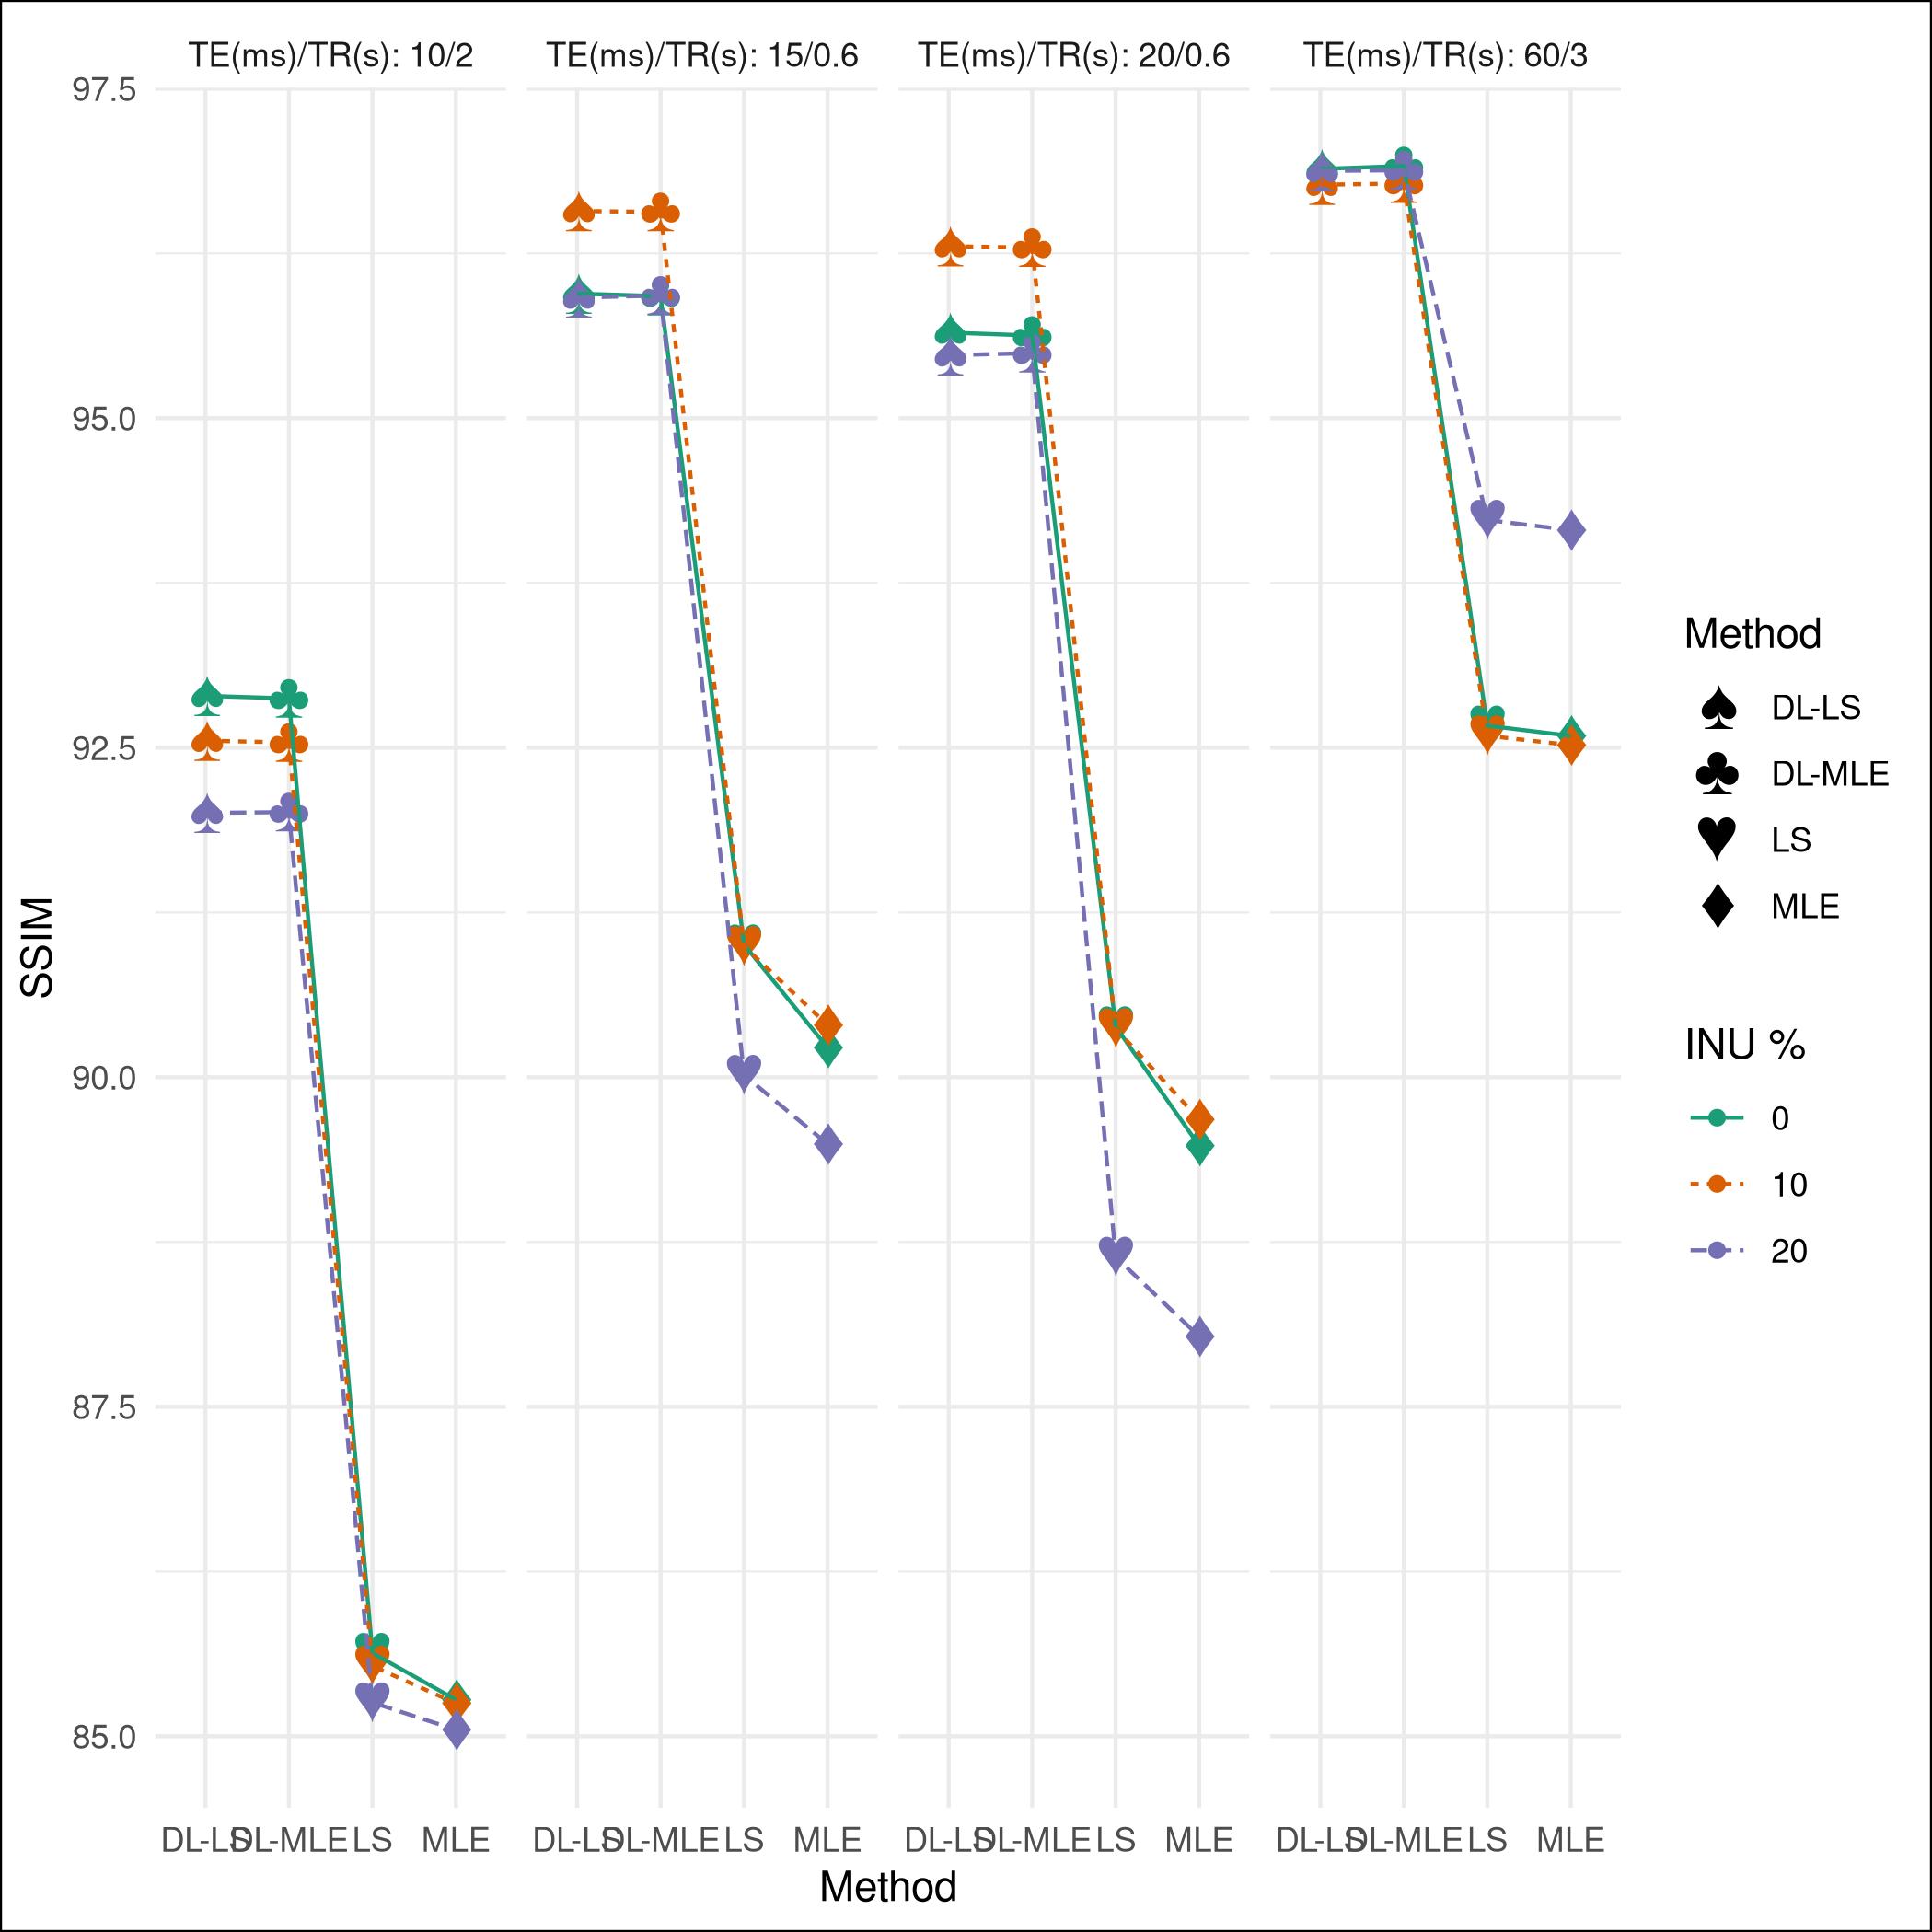 TE(ms)/TR(s): 10/2 TE(ms)/TR(s): 15/0.6 TE(ms)/TR(s): 20/0.6 TE(ms)/TR(s): 60/3
97.5
95.0
92.5
90.0
87.5
85.0
SSIM
DL-LS DL-MLE LS MLE DL-LS DL-MLE LS MLE DL-LS DL-MLE LS MLE DL-LS DL-MLE LS MLE
Method
Method
DL-LS
DL-MLE
LS
MLE
INU %
0
10
20